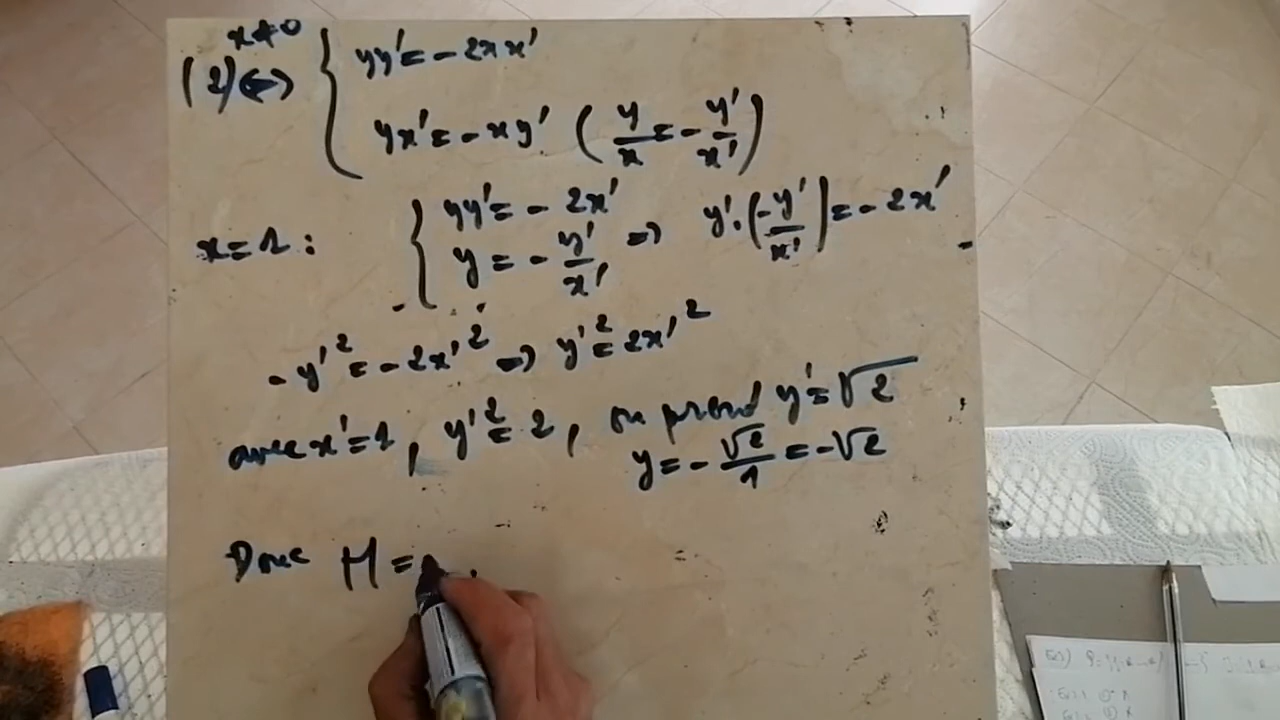 x≠0
(2) ⇔ { yy' = - 2xx'
yx' = - xy' ( y/x = - y'/x' )
x = 1 : { yy' = - 2x'
y = - y'/x' ⇒ y'.(-y'/x') = - 2x'
- y'² = - 2x'² ⇒ y'² = 2x'²
avec x' = 1, y'² = 2, on prend y' = √2
y = - √2/1 = -√2
Donc M =